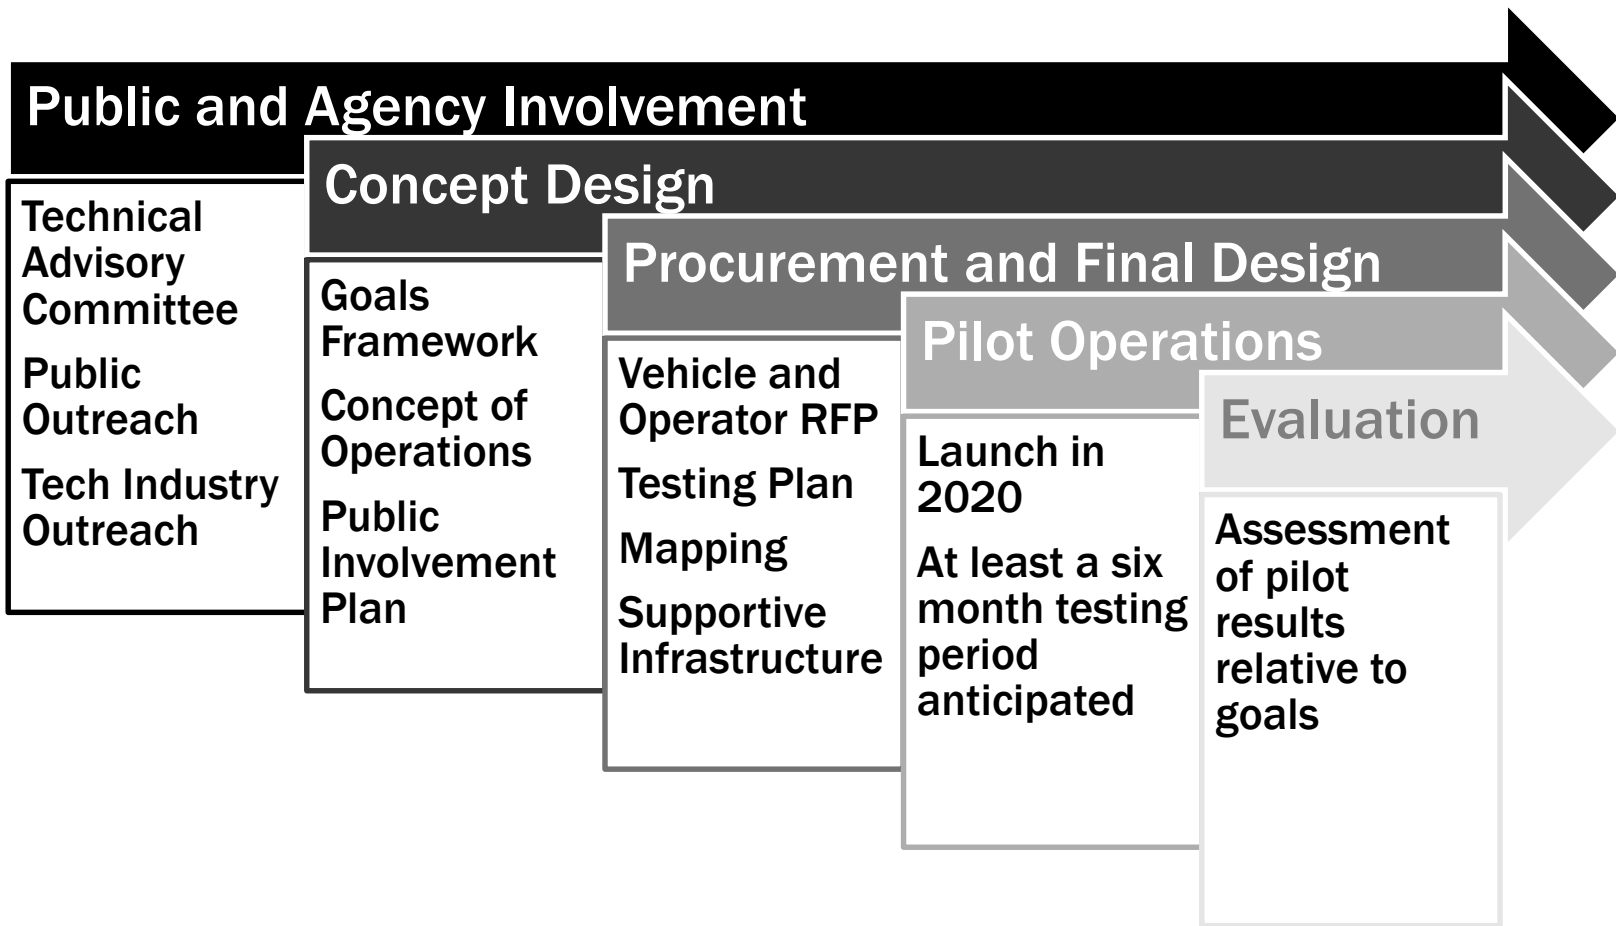 Public and Agency Involvement
Technical
Advisory
Committee
Public
Outreach
Tech Industry
Outreach
Concept Design
Goals
Framework
Concept of
Operations
Public
Involvement
Plan
Procurement and Final Design
Vehicle and
Operator RFP
Testing Plan
Mapping
Supportive
Infrastructure
Pilot Operations
Launch in
2020
At least a six
month testing
period
anticipated
Evaluation
Assessment
of pilot
results
relative to
goals